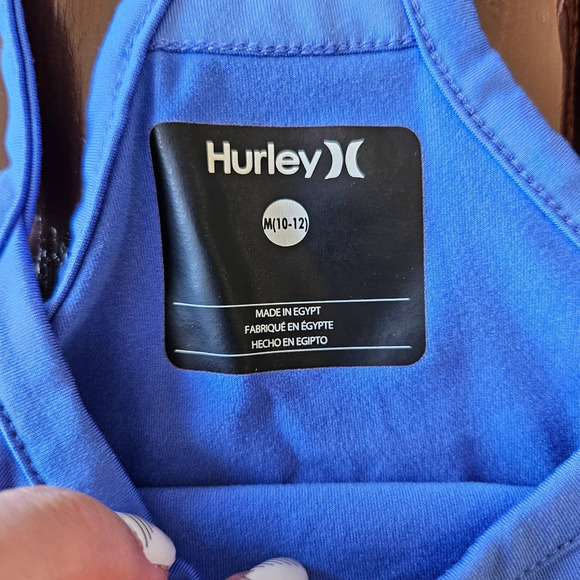 Hurley
M(10-12)
MADE IN EGYPT
FABRIQUÉ EN ÉGYPTE
HECHO EN EGIPTO